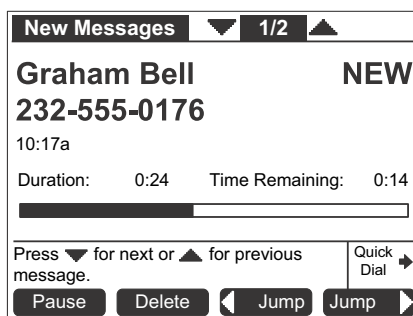 New Messages 1/2
Graham Bell NEW
232-555-0176
10:17a
Duration: 0:24 Time Remaining: 0:14
Press ▼ for next or ▲ for previous
message.
Quick
Dial
Pause Delete Jump Jump